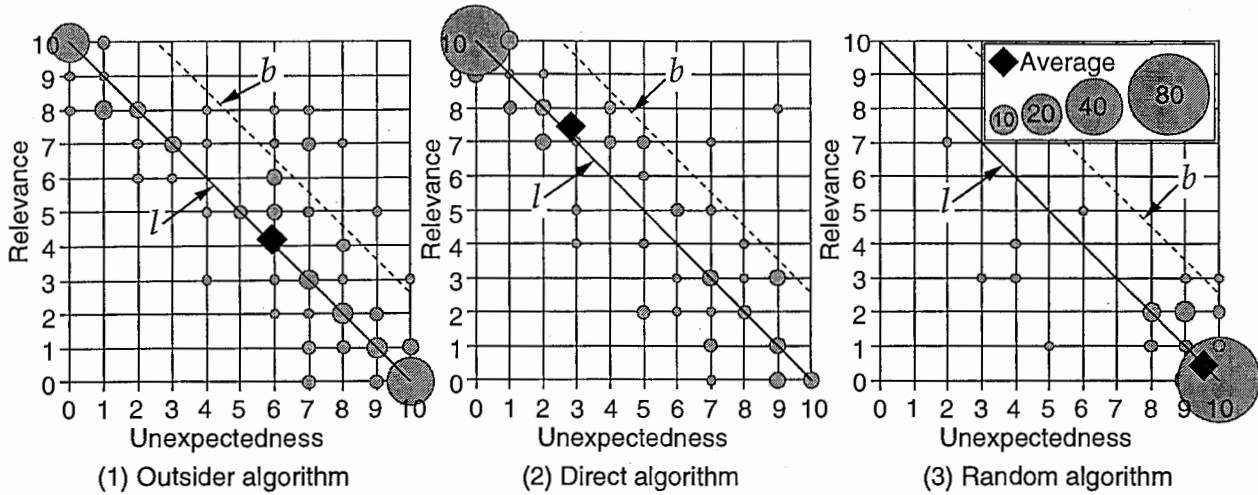 10
9
8
7
6
5
4
3
2
1
0
Relevance
b
l
0 1 2 3 4 5 6 7 8 9 10
Unexpectedness
(1) Outsider algorithm
10
9
8
7
6
5
4
3
2
1
0
Relevance
b
l
0 1 2 3 4 5 6 7 8 9 10
Unexpectedness
(2) Direct algorithm
10
9
8
7
6
5
4
3
2
1
0
Relevance
Average
10 20 40 80
b
l
0 1 2 3 4 5 6 7 8 9 10
Unexpectedness
(3) Random algorithm